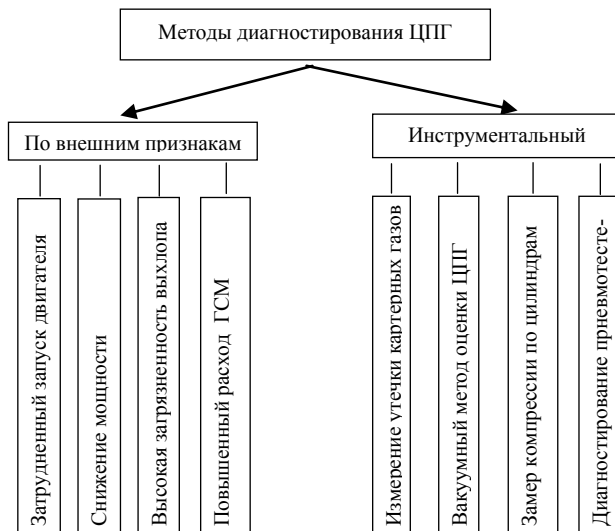 Методы диагностирования ЦПГ
По внешним признакам
Инструментальный
Затрудненный запуск двигателя
Снижение мощности
Высокая загрязненность выхлопа
Повышенный расход ГСМ
Измерение утечки картерных газов
Вакуумный метод оценки ЦПГ
Замер компрессии по цилиндрам
Диагностирование прневмотесте-